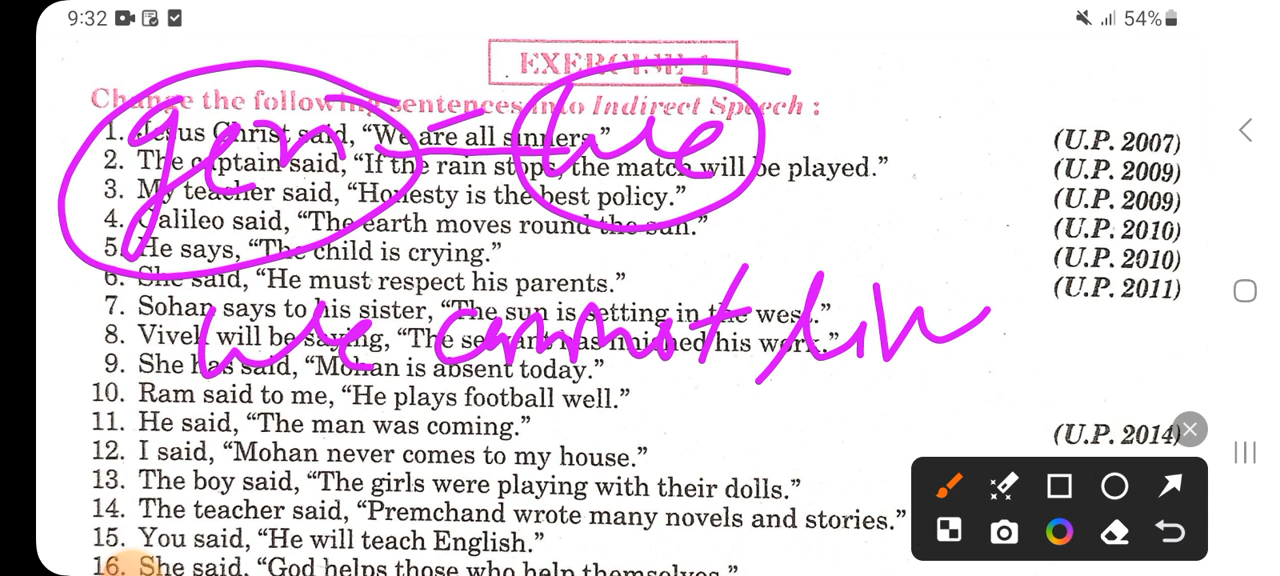 9:32 54%
EXERCISE 1
Change the following sentences into Indirect Speech :
1. Jesus Christ said, “We are all sinners.” (U.P. 2007)
2. The captain said, “If the rain stops, the match will be played.” (U.P. 2009)
3. My teacher said, “Honesty is the best policy.” (U.P. 2009)
4. Galileo said, “The earth moves round the sun.” (U.P. 2010)
5. He says, “The child is crying.” (U.P. 2010)
6. She said, “He must respect his parents.” (U.P. 2011)
7. Sohan says to his sister, “The sun is setting in the west.”
8. Vivek will be saying, “The servant has finished his work.”
9. She has said, “Mohan is absent today.”
10. Ram said to me, “He plays football well.”
11. He said, “The man was coming.” (U.P. 2014)
12. I said, “Mohan never comes to my house.”
13. The boy said, “The girls were playing with their dolls.”
14. The teacher said, “Premchand wrote many novels and stories.”
15. You said, “He will teach English.”
16. She said, “God helps those who help themselves.”
gen = we
we cannot